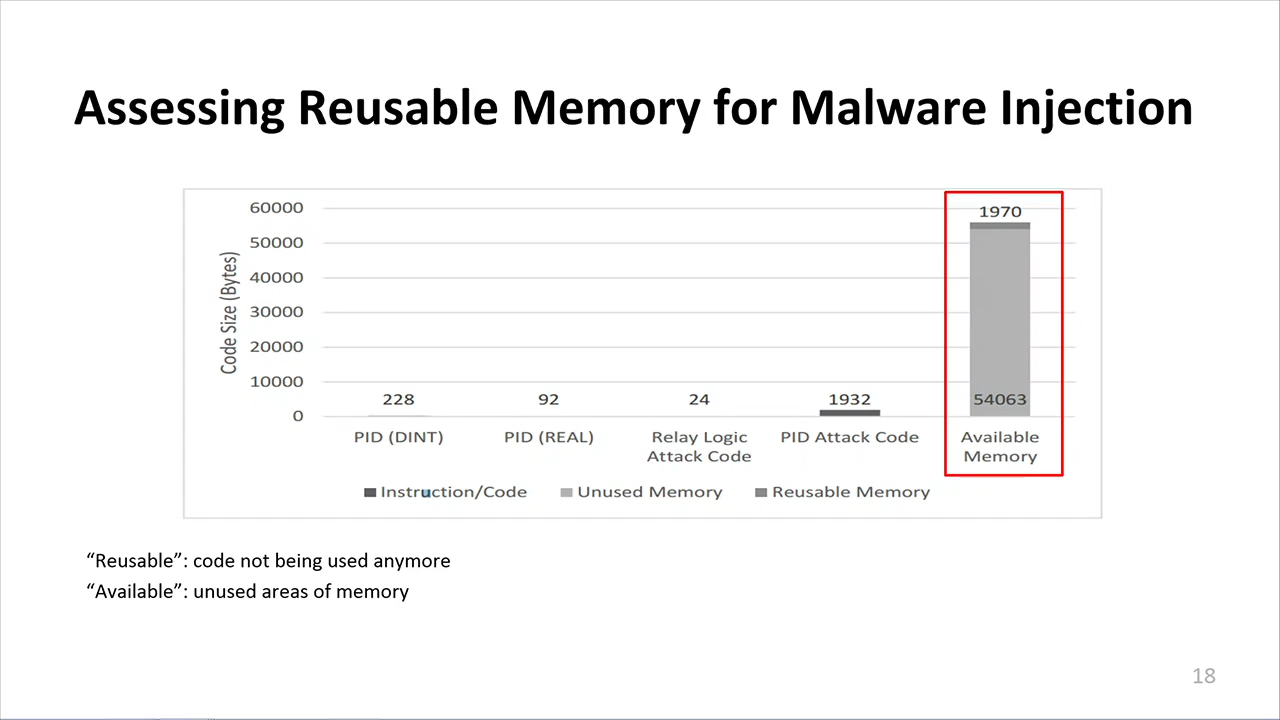 Assessing Reusable Memory for Malware Injection
60000
50000
40000
30000
20000
10000
0
Code Size (Bytes)
228
92
24
1932
1970
54063
PID (DINT)
PID (REAL)
Relay Logic
Attack Code
PID Attack Code
Available
Memory
Instruction/Code
Unused Memory
Reusable Memory
“Reusable”: code not being used anymore
“Available”: unused areas of memory
18